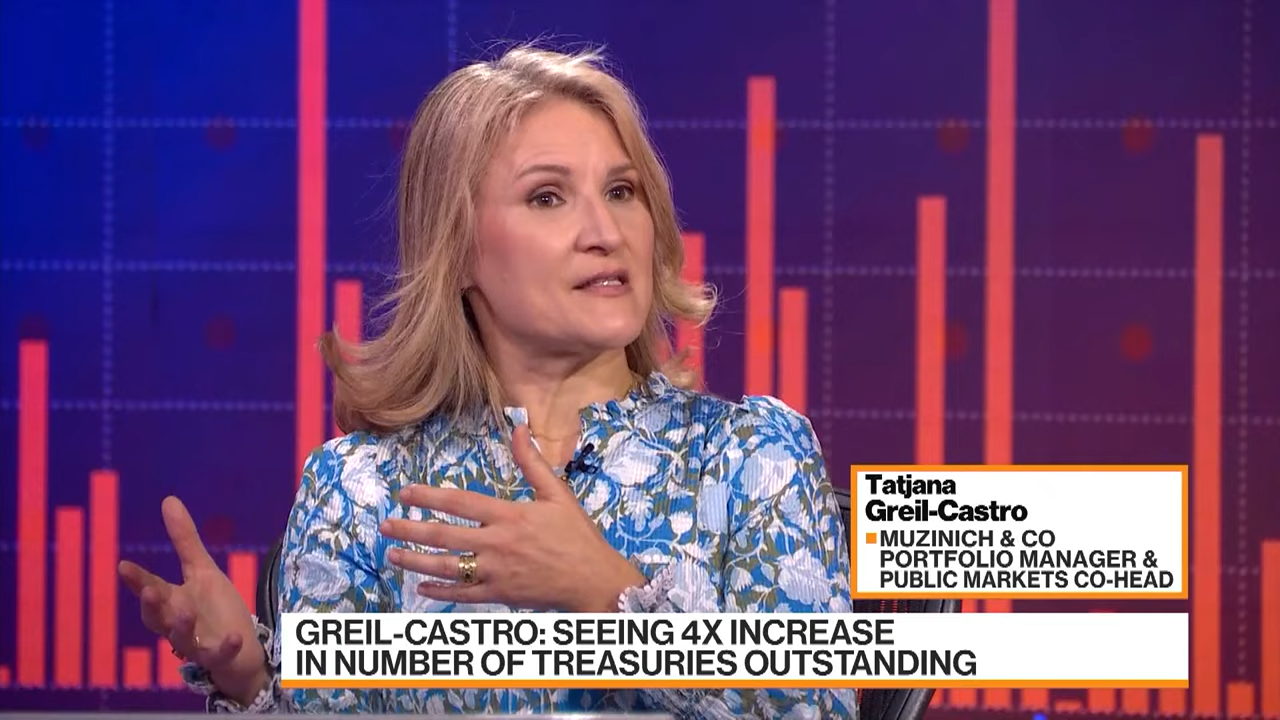 Tatjana
Greil-Castro
MUZINICH & CO
PORTFOLIO MANAGER &
PUBLIC MARKETS CO-HEAD
GREIL-CASTRO: SEEING 4X INCREASE
IN NUMBER OF TREASURIES OUTSTANDING